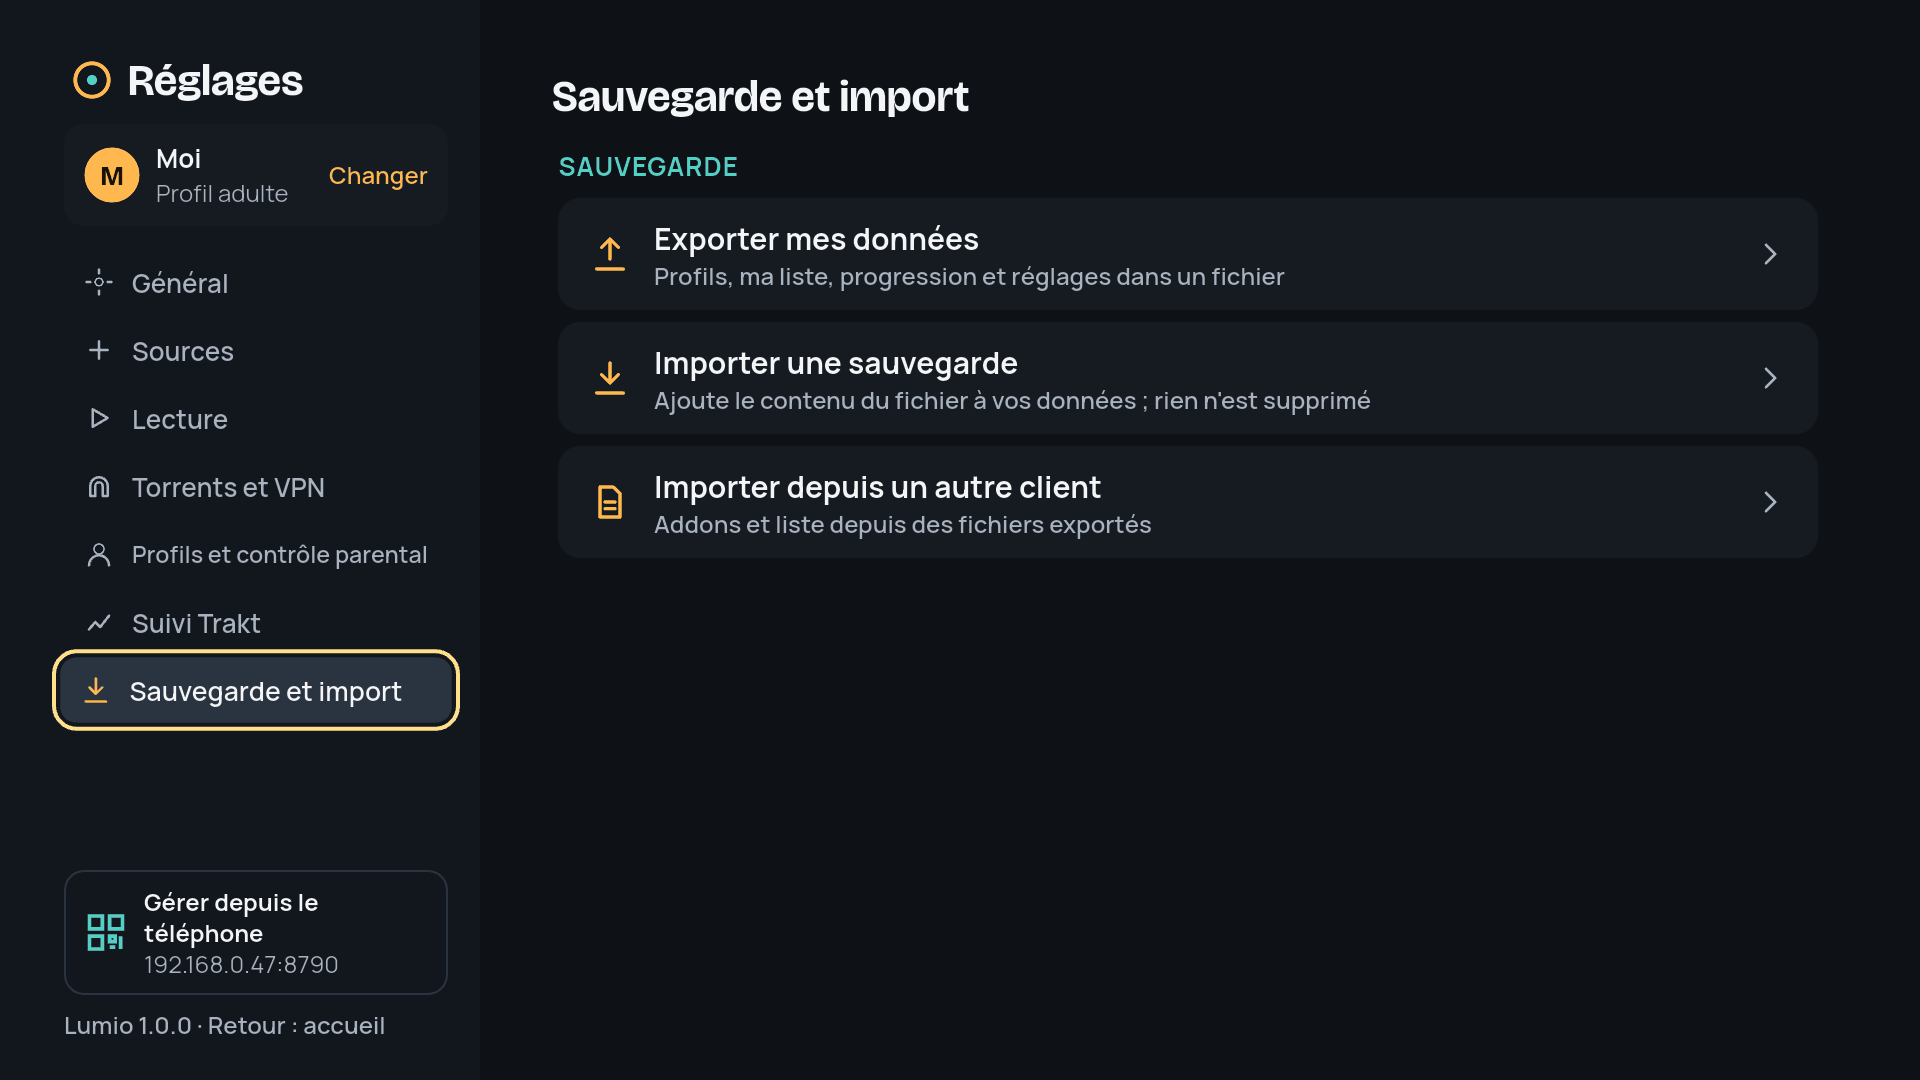 Réglages
M
Moi
Profil adulte
Changer
Général
Sources
Lecture
Torrents et VPN
Profils et contrôle parental
Suivi Trakt
Sauvegarde et import
Gérer depuis le
téléphone
192.168.0.47:8790
Lumio 1.0.0 · Retour : accueil
Sauvegarde et import
SAUVEGARDE
Exporter mes données
Profils, ma liste, progression et réglages dans un fichier
Importer une sauvegarde
Ajoute le contenu du fichier à vos données ; rien n'est supprimé
Importer depuis un autre client
Addons et liste depuis des fichiers exportés